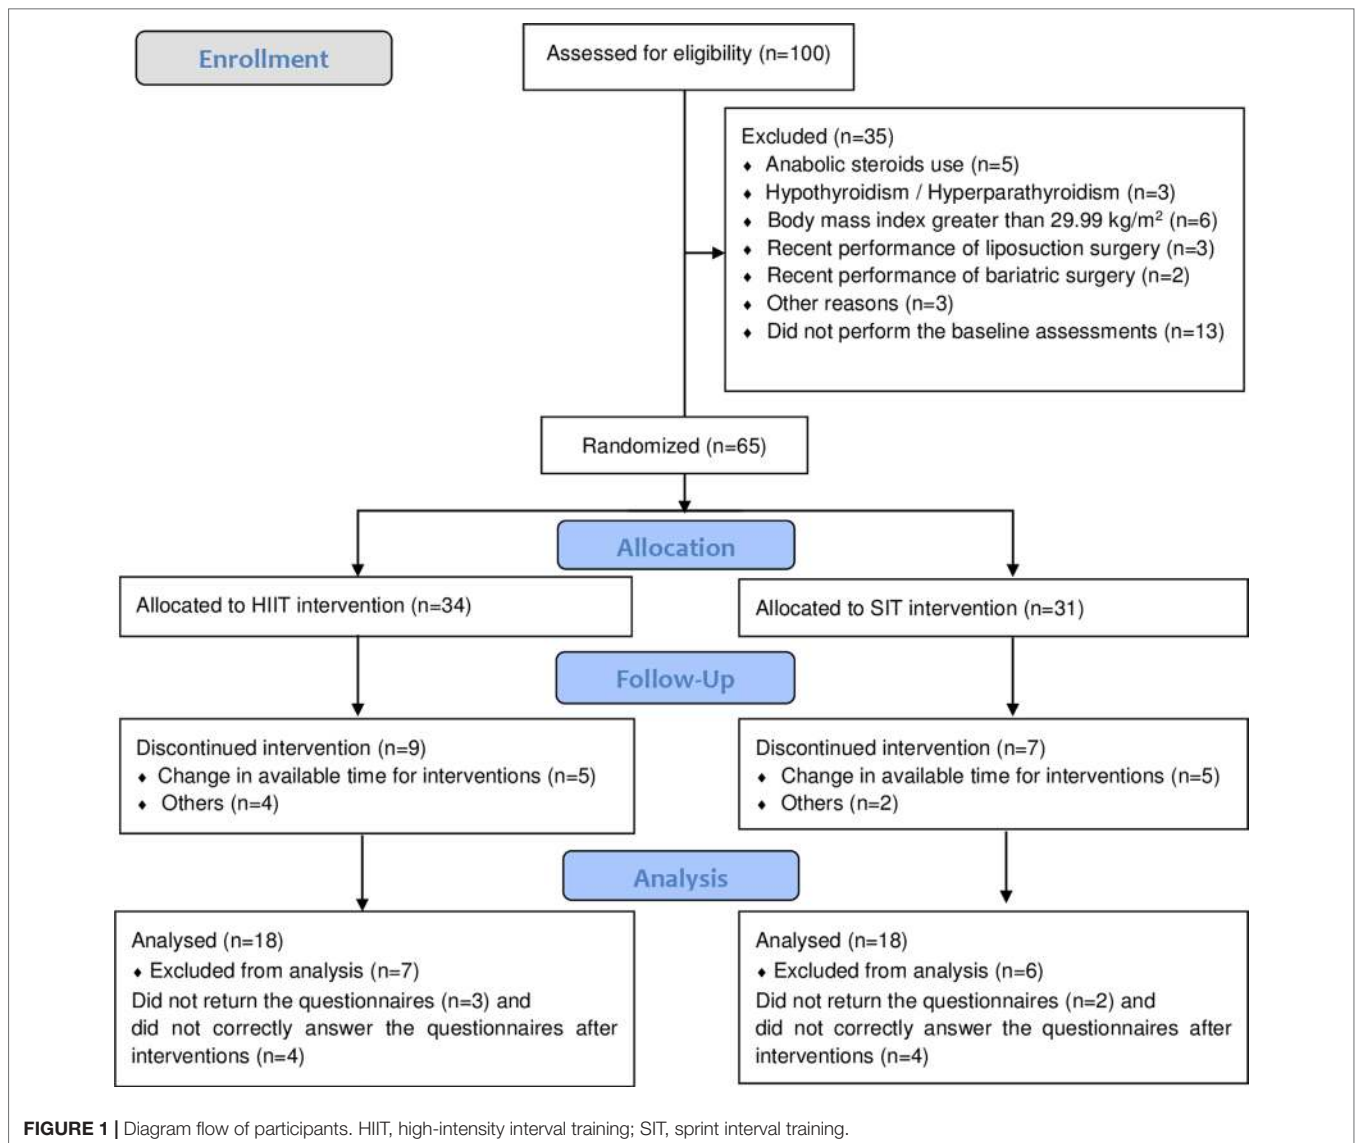 Enrollment
Assessed for eligibility (n=100)
Excluded (n=35)
♦ Anabolic steroids use (n=5)
♦ Hypothyroidism / Hyperparathyroidism (n=3)
♦ Body mass index greater than 29.99 kg/m² (n=6)
♦ Recent performance of liposuction surgery (n=3)
♦ Recent performance of bariatric surgery (n=2)
♦ Other reasons (n=3)
♦ Did not perform the baseline assessments (n=13)
Randomized (n=65)
Allocation
Allocated to HIIT intervention (n=34)
Allocated to SIT intervention (n=31)
Follow-Up
Discontinued intervention (n=9)
♦ Change in available time for interventions (n=5)
♦ Others (n=4)
Discontinued intervention (n=7)
♦ Change in available time for interventions (n=5)
♦ Others (n=2)
Analysis
Analysed (n=18)
♦ Excluded from analysis (n=7)
Did not return the questionnaires (n=3) and
did not correctly answer the questionnaires after
interventions (n=4)
Analysed (n=18)
♦ Excluded from analysis (n=6)
Did not return the questionnaires (n=2) and
did not correctly answer the questionnaires after
interventions (n=4)
FIGURE 1 | Diagram flow of participants. HIIT, high-intensity interval training; SIT, sprint interval training.